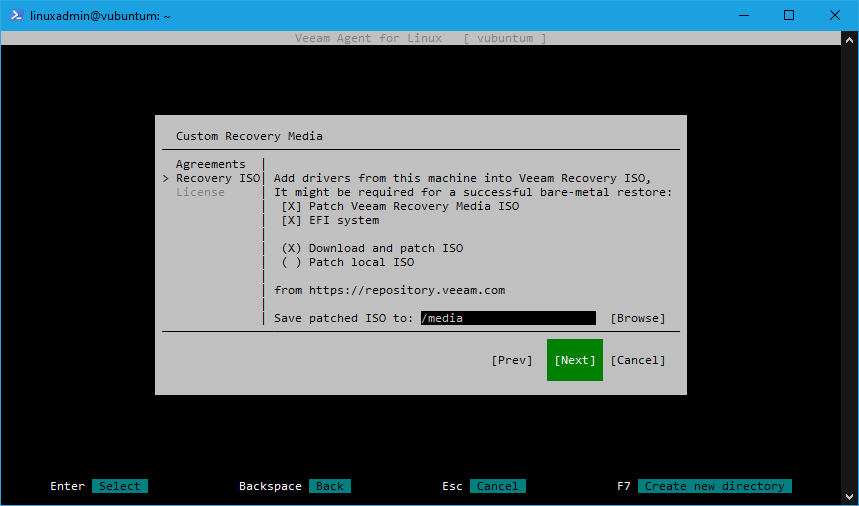 linuxadmin@vubuntum: ~
Veeam Agent for Linux [ vubuntum ]
Custom Recovery Media
Agreements
> Recovery ISO
License
Add drivers from this machine into Veeam Recovery ISO,
It might be required for a successful bare-metal restore:
[X] Patch Veeam Recovery Media ISO
[X] EFI system
(X) Download and patch ISO
( ) Patch local ISO
from https://repository.veeam.com
Save patched ISO to: /media [Browse]
[Prev] [Next] [Cancel]
Enter Select Backspace Back Esc Cancel F7 Create new directory